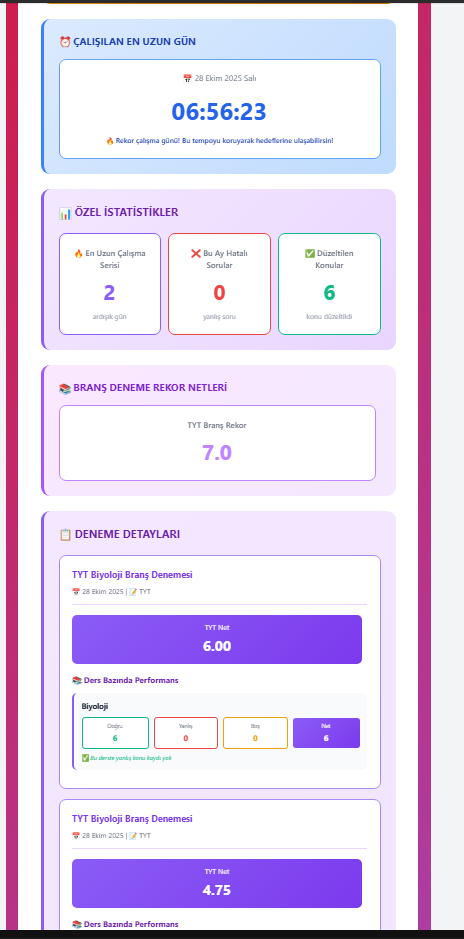 ⏰ ÇALIŞILAN EN UZUN GÜN
📅 28 Ekim 2025 Salı
06:56:23
🔥 Rekor çalışma günü! Bu tempoyu koruyarak hedeflerine ulaşabilirsin!
📊 ÖZEL İSTATİSTİKLER
🔥 En Uzun Çalışma
Serisi
2
ardışık gün
❌ Bu Ay Hatalı
Sorular
0
yanlış soru
✅ Düzeltilen
Konular
6
konu düzeltildi
📚 BRANŞ DENEME REKOR NETLERİ
TYT Branş Rekor
7.0
📋 DENEME DETAYLARI
TYT Biyoloji Branş Denemesi
📅 28 Ekim 2025 | 📝 TYT
TYT Net
6.00
📚 Ders Bazında Performans
Biyoloji
Doğru
6
Yanlış
0
Boş
0
Net
6
✅ Bu derste yanlış konu kaydı yok
TYT Biyoloji Branş Denemesi
📅 28 Ekim 2025 | 📝 TYT
TYT Net
4.75
📚 Ders Bazında Performans